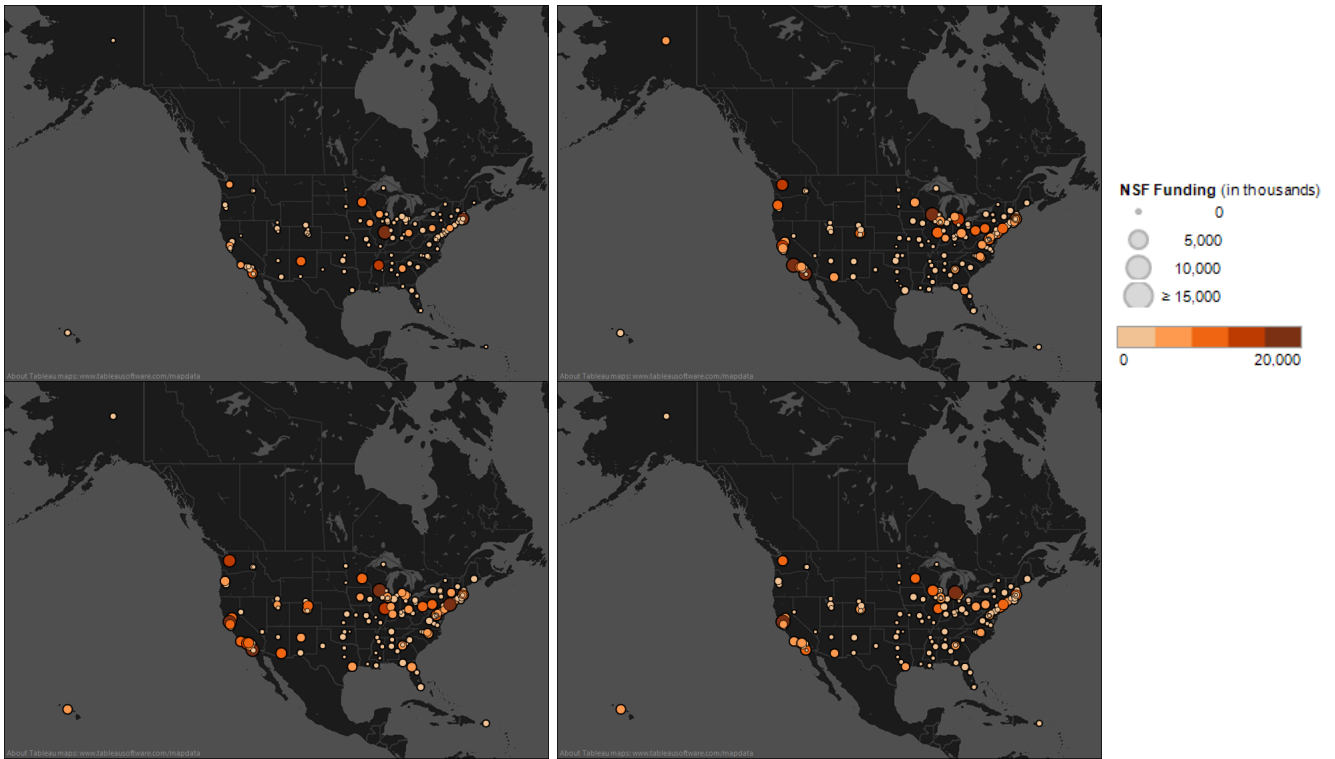 NSF Funding (in thousands)
0
5,000
10,000
≥ 15,000
0 20,000
About Tableau maps: www.tableausoftware.com/mapdata
About Tableau maps: www.tableausoftware.com/mapdata
About Tableau maps: www.tableausoftware.com/mapdata
About Tableau maps: www.tableausoftware.com/mapdata